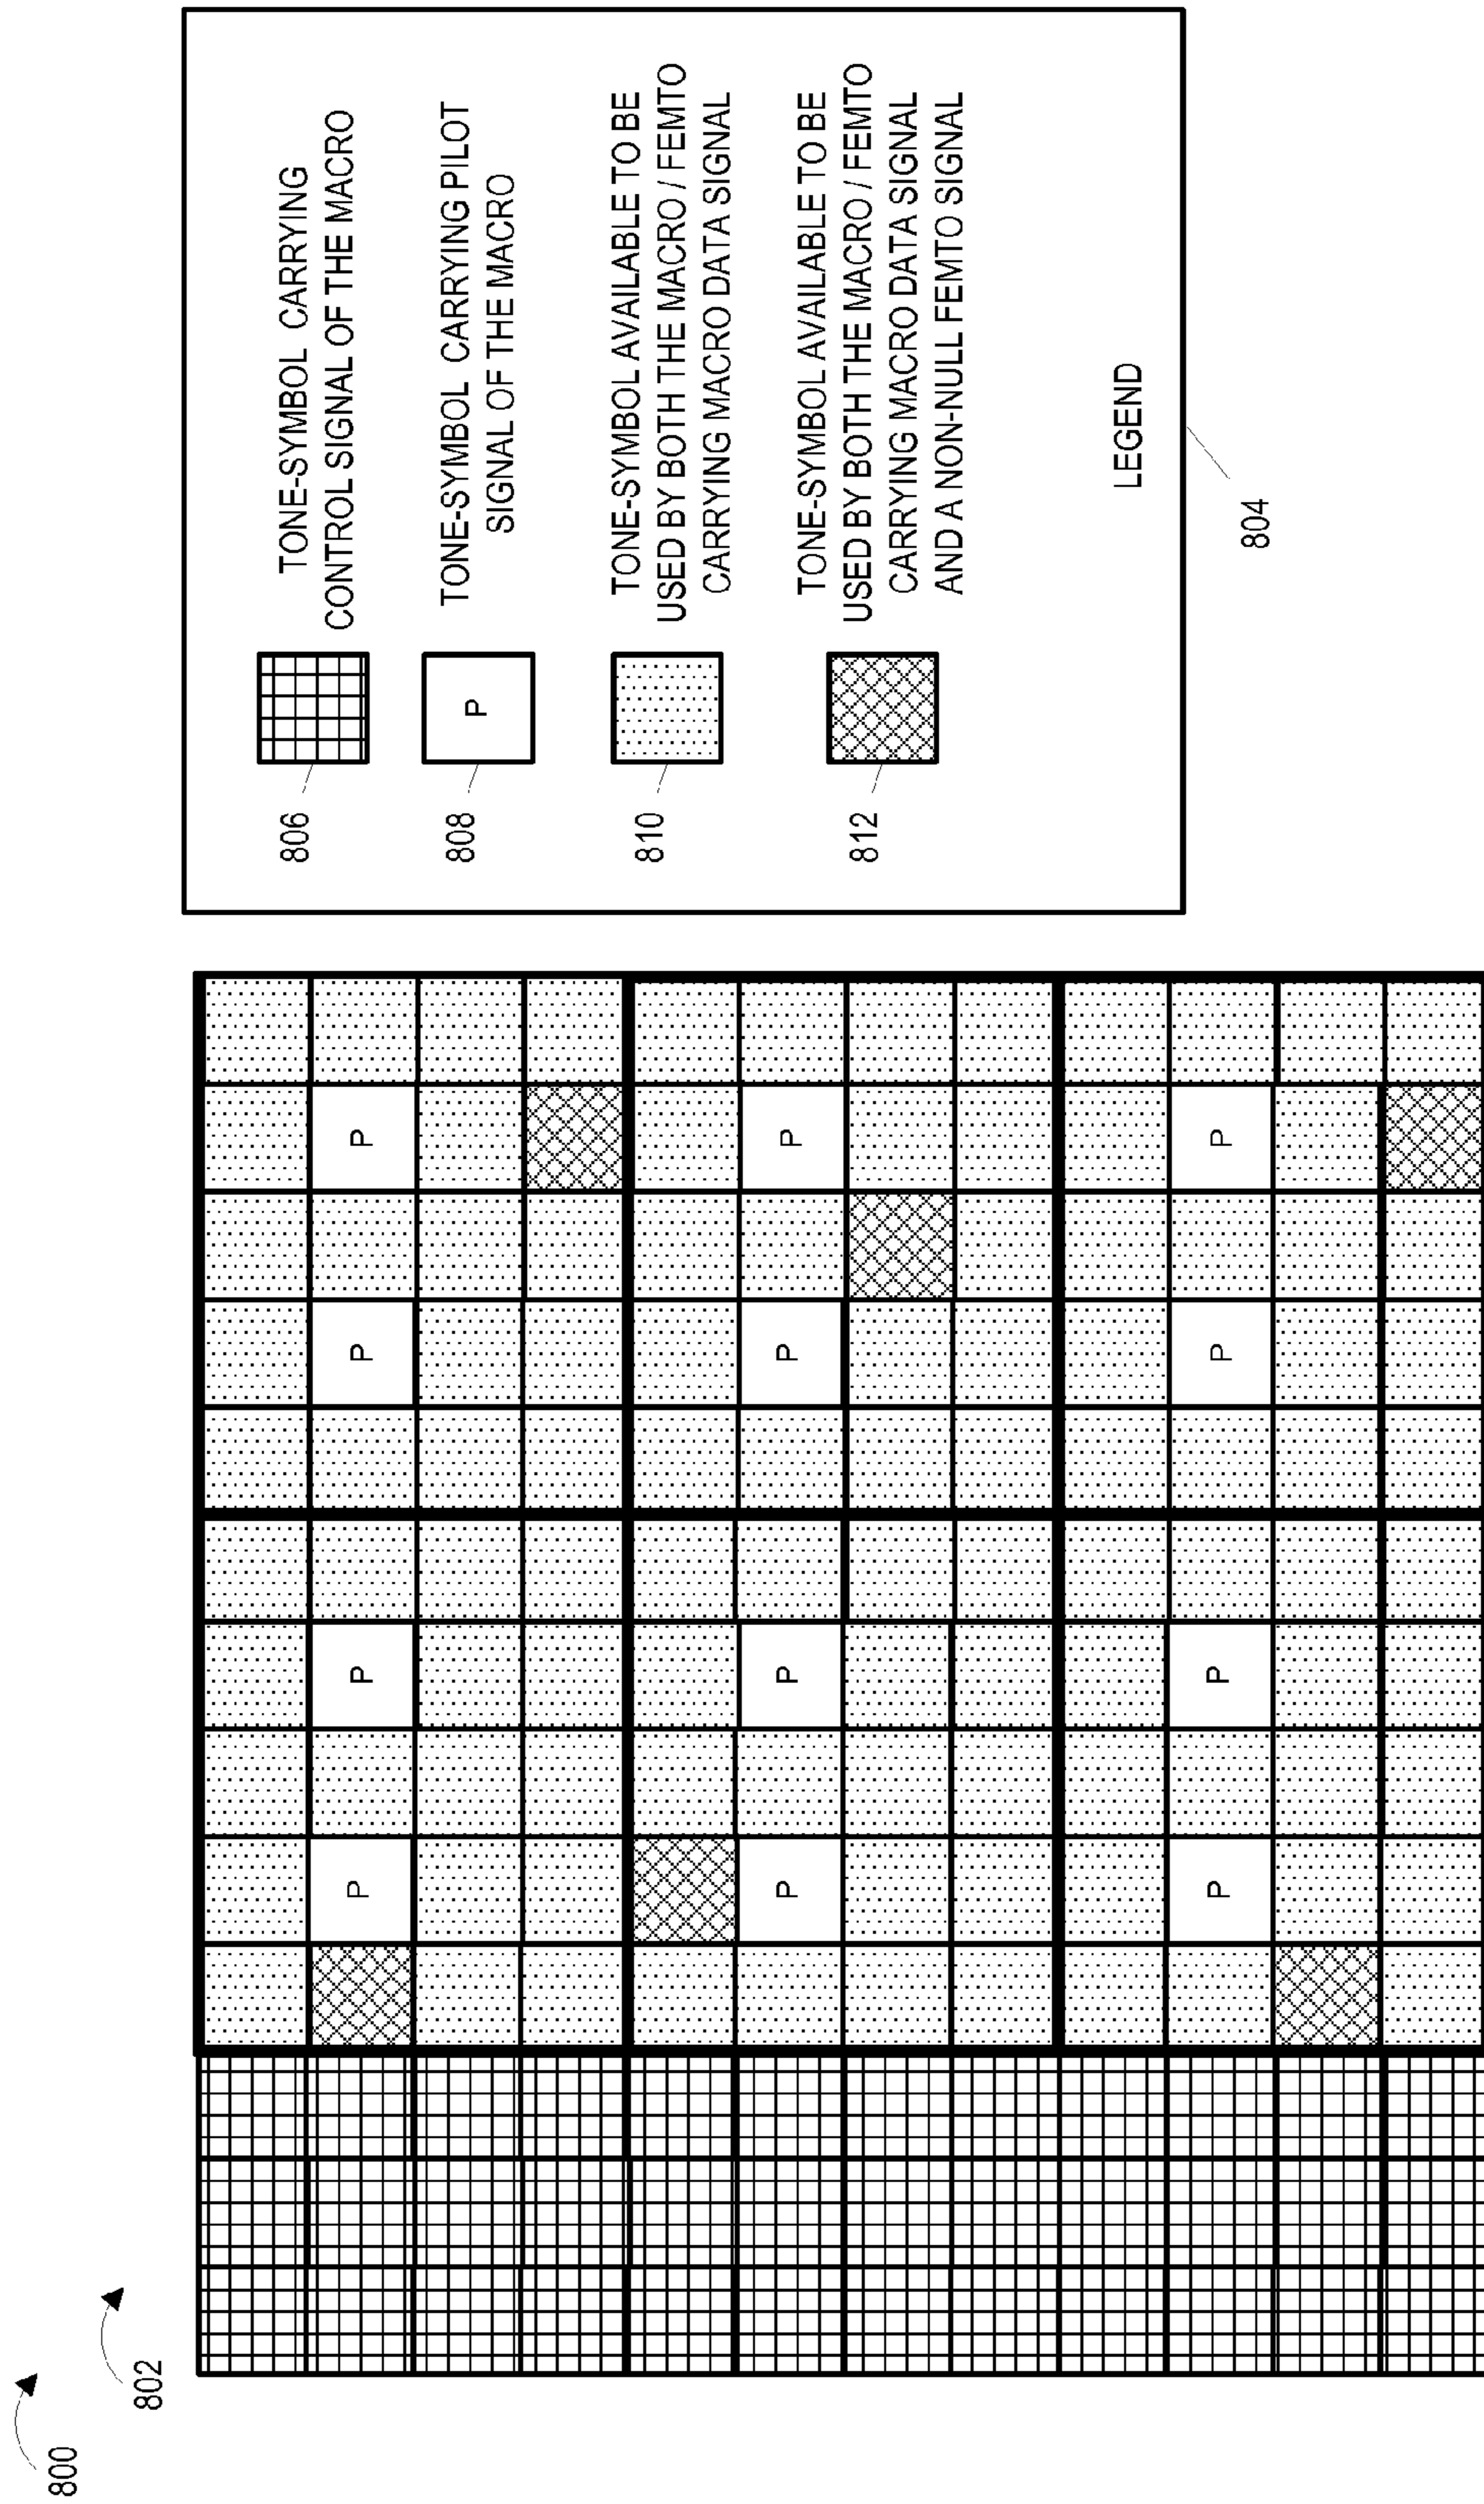 800
802
P P P P
P P P P
P P P P
806
TONE-SYMBOL CARRYING
CONTROL SIGNAL OF THE MACRO
808
P
TONE-SYMBOL CARRYING PILOT
SIGNAL OF THE MACRO
810
TONE-SYMBOL AVAILABLE TO BE
USED BY BOTH THE MACRO / FEMTO
CARRYING MACRO DATA SIGNAL
812
TONE-SYMBOL AVAILABLE TO BE
USED BY BOTH THE MACRO / FEMTO
CARRYING MACRO DATA SIGNAL
AND A NON-NULL FEMTO SIGNAL
LEGEND
804